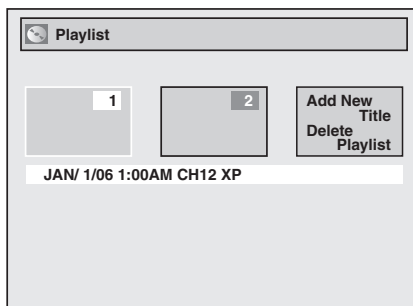 Playlist
1
2
Add New
Title
Delete
Playlist
JAN/ 1/06 1:00AM CH12 XP